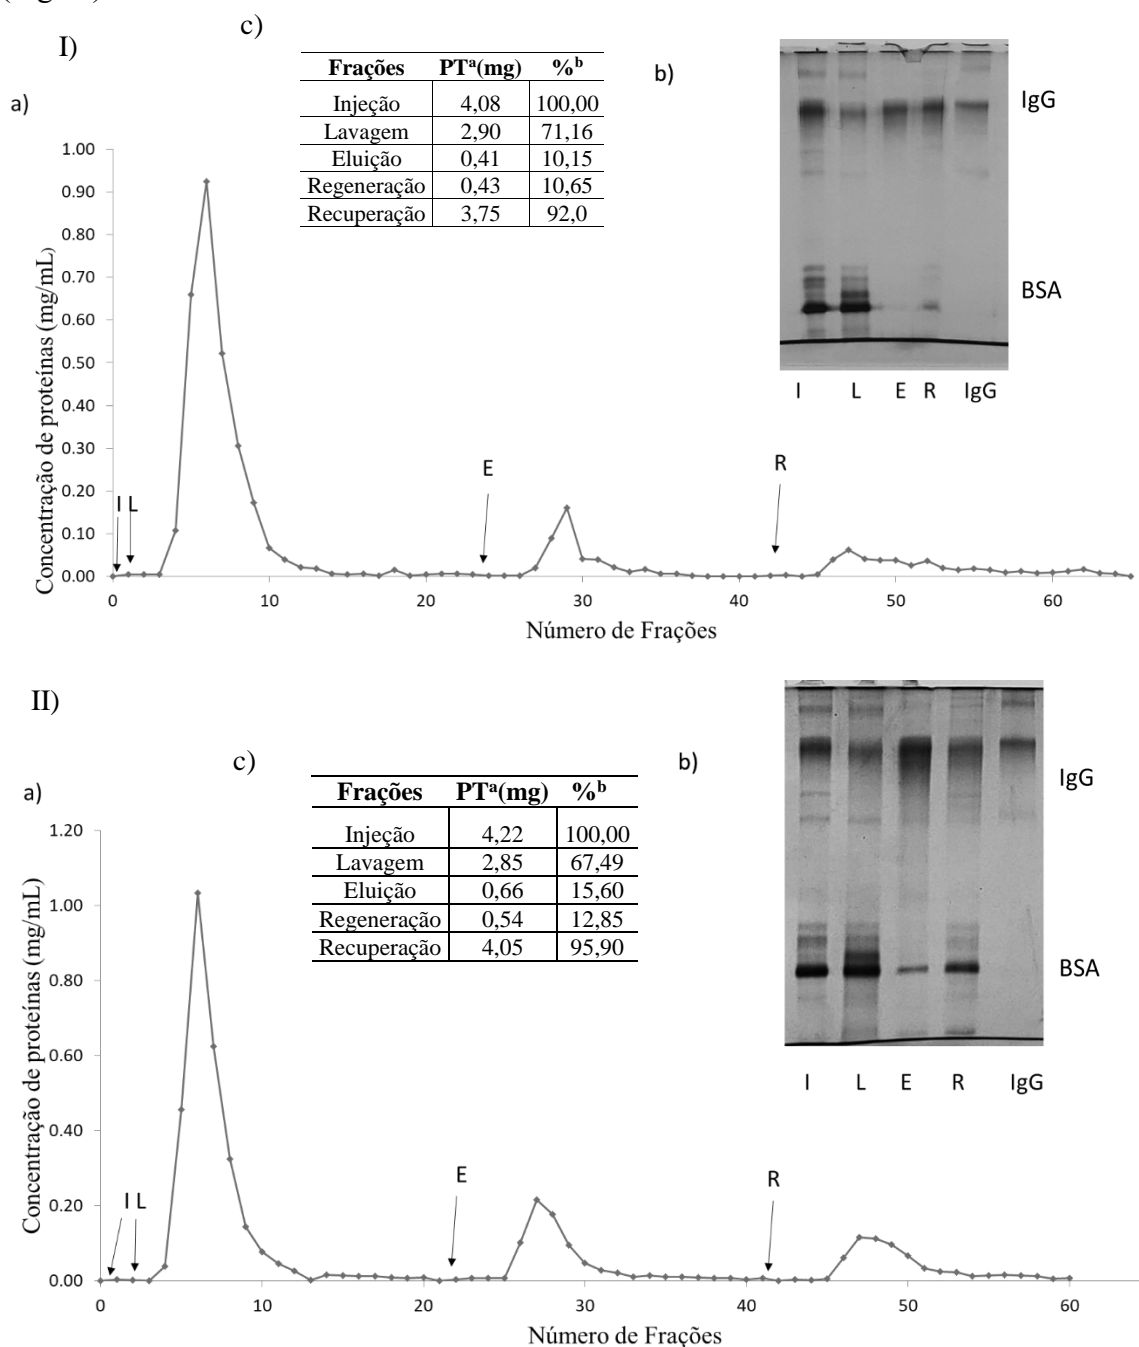 c)
I)
a)
b)
Frações PTᵃ(mg) %ᵇ
Injeção 4,08 100,00
Lavagem 2,90 71,16
Eluição 0,41 10,15
Regeneração 0,43 10,65
Recuperação 3,75 92,0
IgG
BSA
I L E R IgG
Concentração de proteínas (mg/mL)
1.00
0.90
0.80
0.70
0.60
0.50
0.40
0.30
0.20
0.10
0.00
I L
E
R
0 10 20 30 40 50 60
Número de Frações
II)
c)
a)
b)
Frações PTᵃ(mg) %ᵇ
Injeção 4,22 100,00
Lavagem 2,85 67,49
Eluição 0,66 15,60
Regeneração 0,54 12,85
Recuperação 4,05 95,90
IgG
BSA
I L E R IgG
Concentração de proteínas (mg/mL)
1.20
1.00
0.80
0.60
0.40
0.20
0.00
I L
E
R
0 10 20 30 40 50 60
Número de Frações